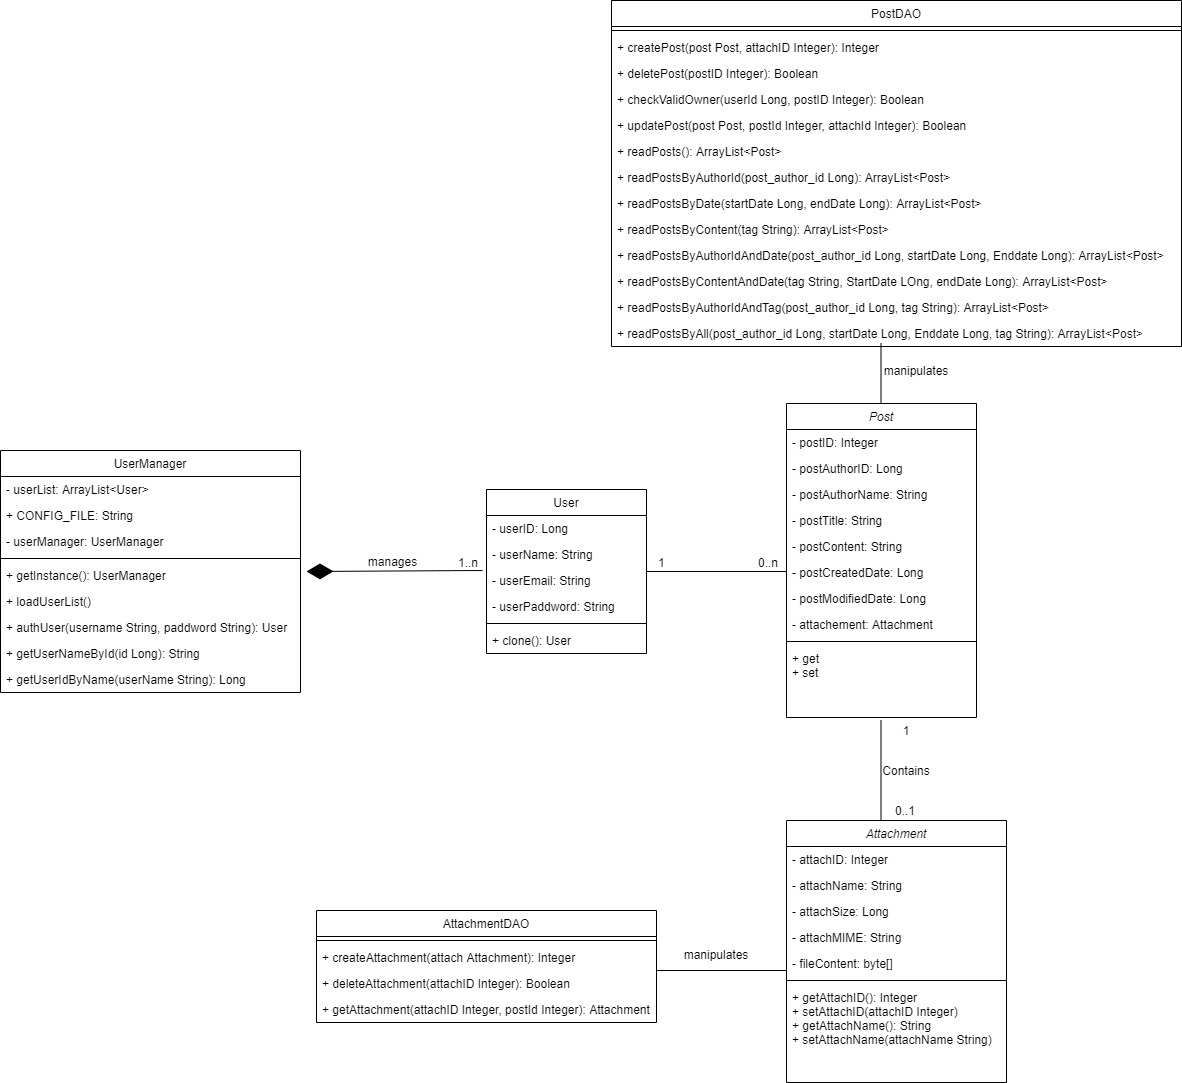 PostDAO
+ createPost(post Post, attachID Integer): Integer
+ deletePost(postID Integer): Boolean
+ checkValidOwner(userId Long, postID Integer): Boolean
+ updatePost(post Post, postId Integer, attachId Integer): Boolean
+ readPosts(): ArrayList<Post>
+ readPostsByAuthorId(post_author_id Long): ArrayList<Post>
+ readPostsByDate(startDate Long, endDate Long): ArrayList<Post>
+ readPostsByContent(tag String): ArrayList<Post>
+ readPostsByAuthorIdAndDate(post_author_id Long, startDate Long, Enddate Long): ArrayList<Post>
+ readPostsByContentAndDate(tag String, StartDate LOng, endDate Long): ArrayList<Post>
+ readPostsByAuthorIdAndTag(post_author_id Long, tag String): ArrayList<Post>
+ readPostsByAll(post_author_id Long, startDate Long, Enddate Long, tag String): ArrayList<Post>
manipulates
Post
- postID: Integer
- postAuthorID: Long
- postAuthorName: String
- postTitle: String
- postContent: String
- postCreatedDate: Long
- postModifiedDate: Long
- attachement: Attachment
+ get
+ set
UserManager
- userList: ArrayList<User>
+ CONFIG_FILE: String
- userManager: UserManager
+ getInstance(): UserManager
+ loadUserList()
+ authUser(username String, paddword String): User
+ getUserNameById(id Long): String
+ getUserIdByName(userName String): Long
manages
1..n
User
- userID: Long
- userName: String
- userEmail: String
- userPaddword: String
+ clone(): User
1
0..n
1
Contains
0..1
Attachment
- attachID: Integer
- attachName: String
- attachSize: Long
- attachMIME: String
- fileContent: byte[]
+ getAttachID(): Integer
+ setAttachID(attachID Integer)
+ getAttachName(): String
+ setAttachName(attachName String)
AttachmentDAO
+ createAttachment(attach Attachment): Integer
+ deleteAttachment(attachID Integer): Boolean
+ getAttachment(attachID Integer, postId Integer): Attachment
manipulates